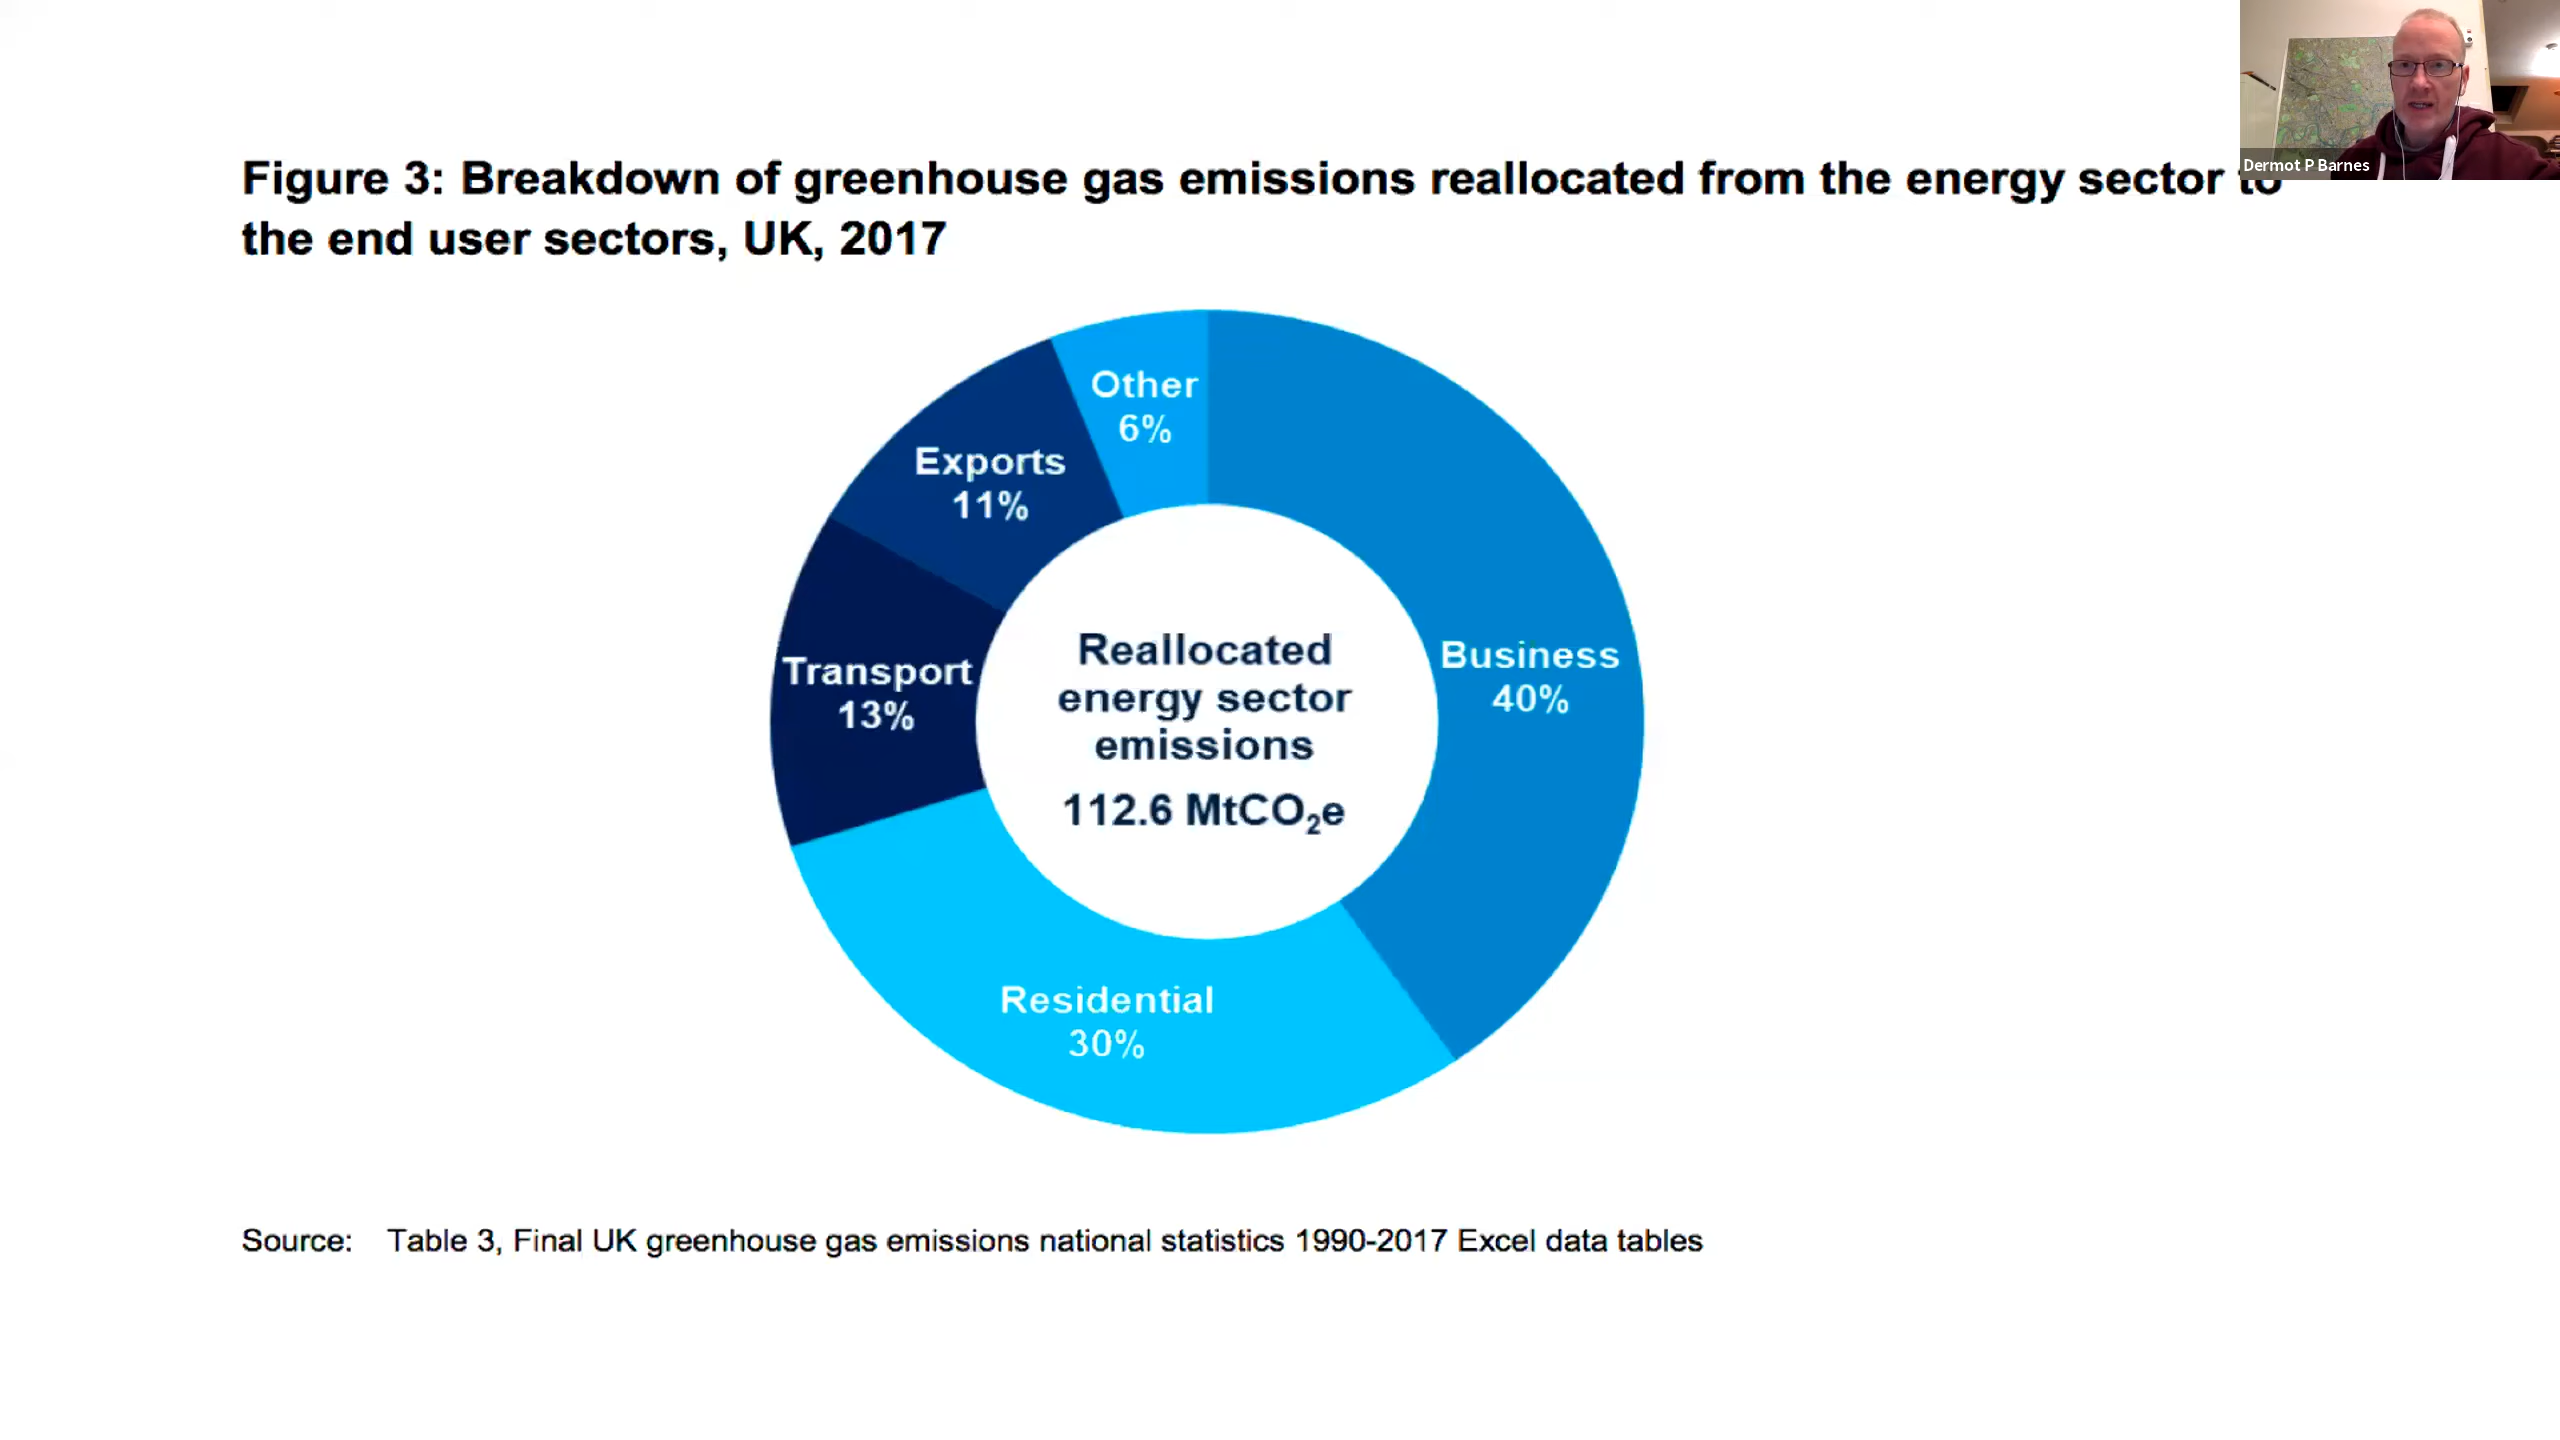 Dermot P Barnes
Figure 3: Breakdown of greenhouse gas emissions reallocated from the energy sector to
the end user sectors, UK, 2017
Other
6%
Exports
11%
Business
40%
Transport
13%
Residential
30%
Reallocated
energy sector
emissions
112.6 MtCO₂e
Source: Table 3, Final UK greenhouse gas emissions national statistics 1990-2017 Excel data tables